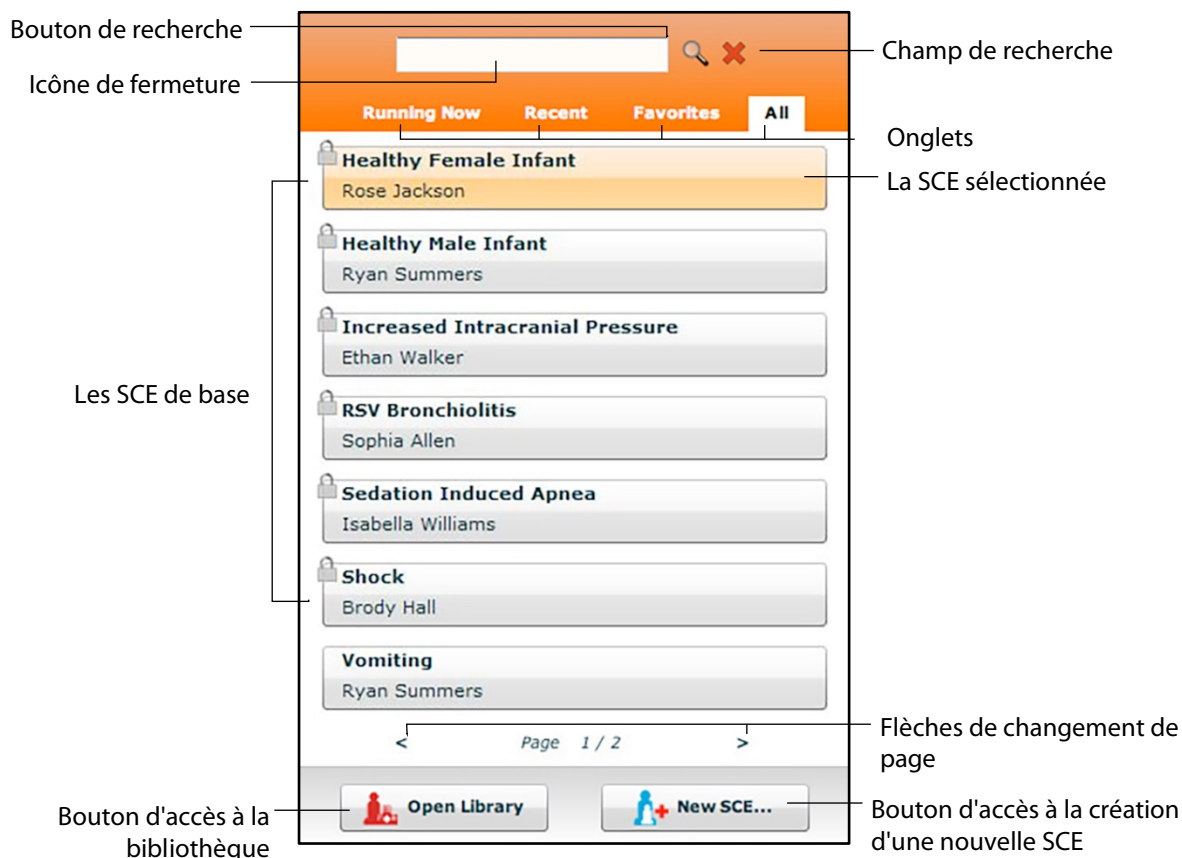 Bouton de recherche
Champ de recherche
Icône de fermeture
Running Now Recent Favorites All
Onglets
Healthy Female Infant
Rose Jackson
La SCE sélectionnée
Healthy Male Infant
Ryan Summers
Increased Intracranial Pressure
Ethan Walker
Les SCE de base
RSV Bronchiolitis
Sophia Allen
Sedation Induced Apnea
Isabella Williams
Shock
Brody Hall
Vomiting
Ryan Summers
< Page 1 / 2 >
Flèches de changement de
page
Open Library
New SCE...
Bouton d'accès à la
bibliothèque
Bouton d'accès à la création
d'une nouvelle SCE